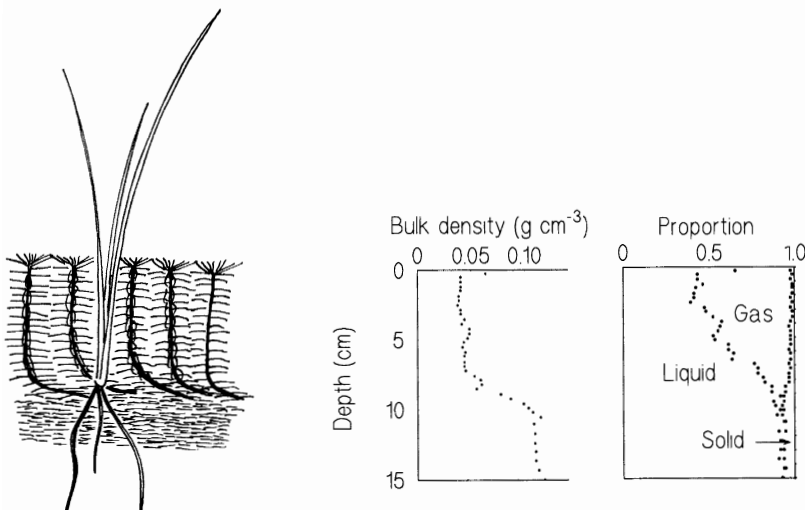 Bulk density (g cm⁻³)
0 0.05 0.10
Depth (cm)
0
5
10
15
Proportion
0 0.5 1.0
Gas
Liquid
Solid